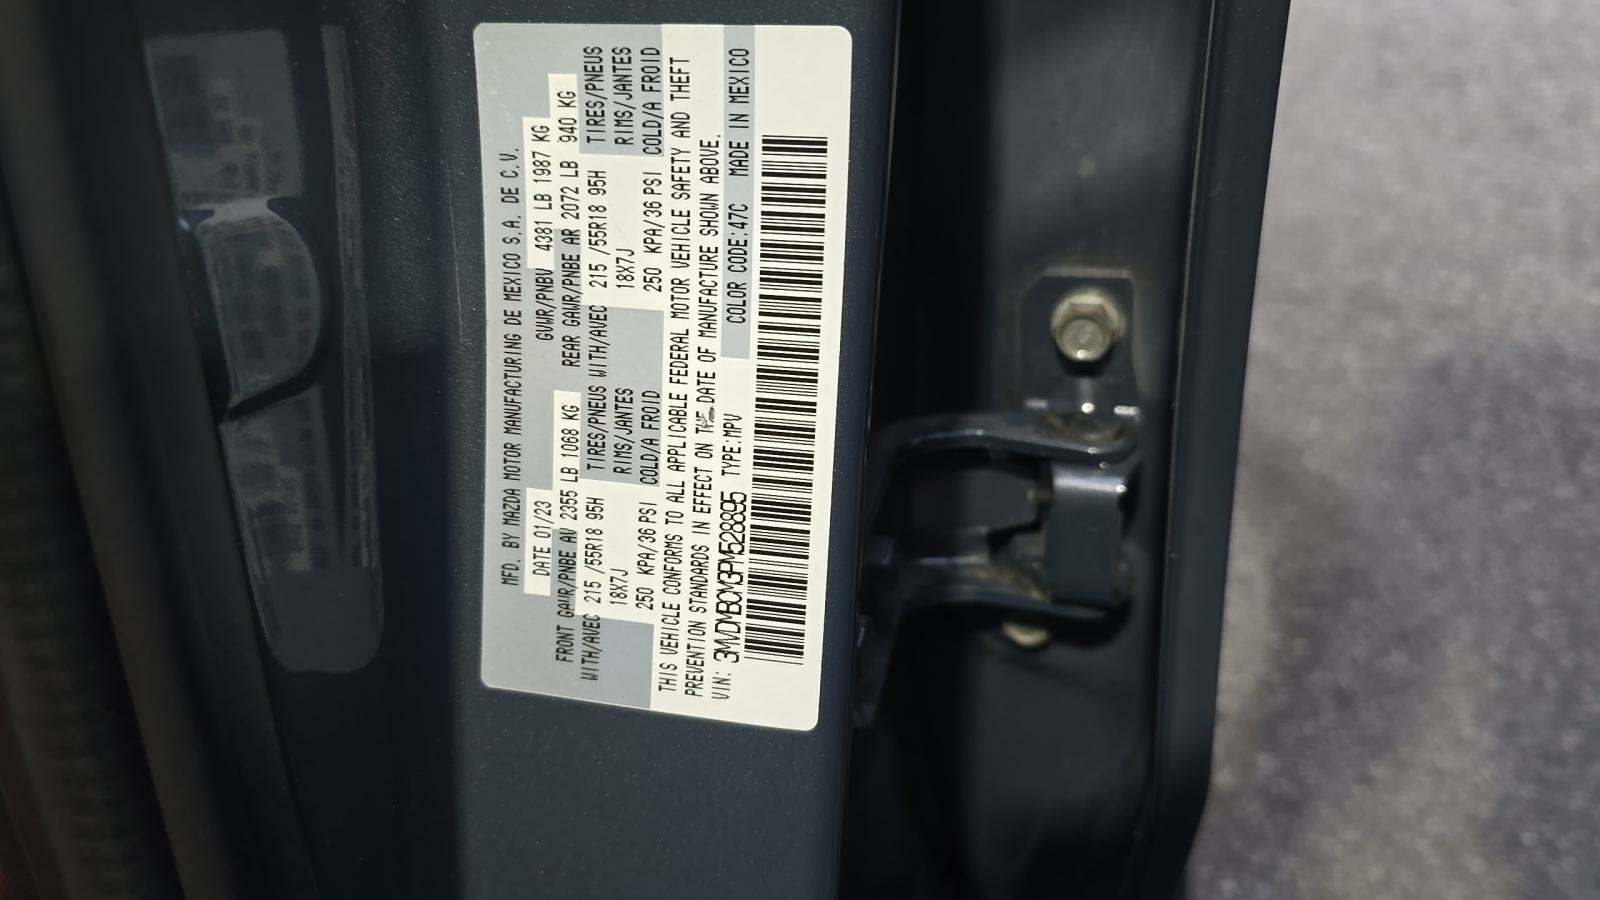 MFD. BY MAZDA MOTOR MANUFACTURING DE MEXICO S.A. DE C.V.
DATE 01/23 GVWR/PNBV 4381 LB 1987 KG
FRONT GAWR/PNBE AV 2355 LB 1068 KG REAR GAWR/PNBE AR 2072 LB 940 KG
WITH/AVEC 215 /55R18 95H TIRES/PNEUS WITH/AVEC 215 /55R18 95H TIRES/PNEUS
18X7J RIMS/JANTES 18X7J RIMS/JANTES
250 KPA/36 PSI COLD/A FROID 250 KPA/36 PSI COLD/A FROID
THIS VEHICLE CONFORMS TO ALL APPLICABLE FEDERAL MOTOR VEHICLE SAFETY AND THEFT
PREVENTION STANDARDS IN EFFECT ON THE DATE OF MANUFACTURE SHOWN ABOVE.
VIN: 3MVDMBCM3PM528895 TYPE:MPV COLOR CODE:47C MADE IN MEXICO